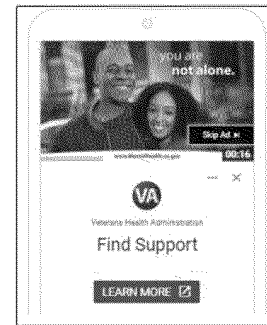 you are
not alone.
Skip Ad
00:16
VA
Veterans Health Administration
Find Support
LEARN MORE